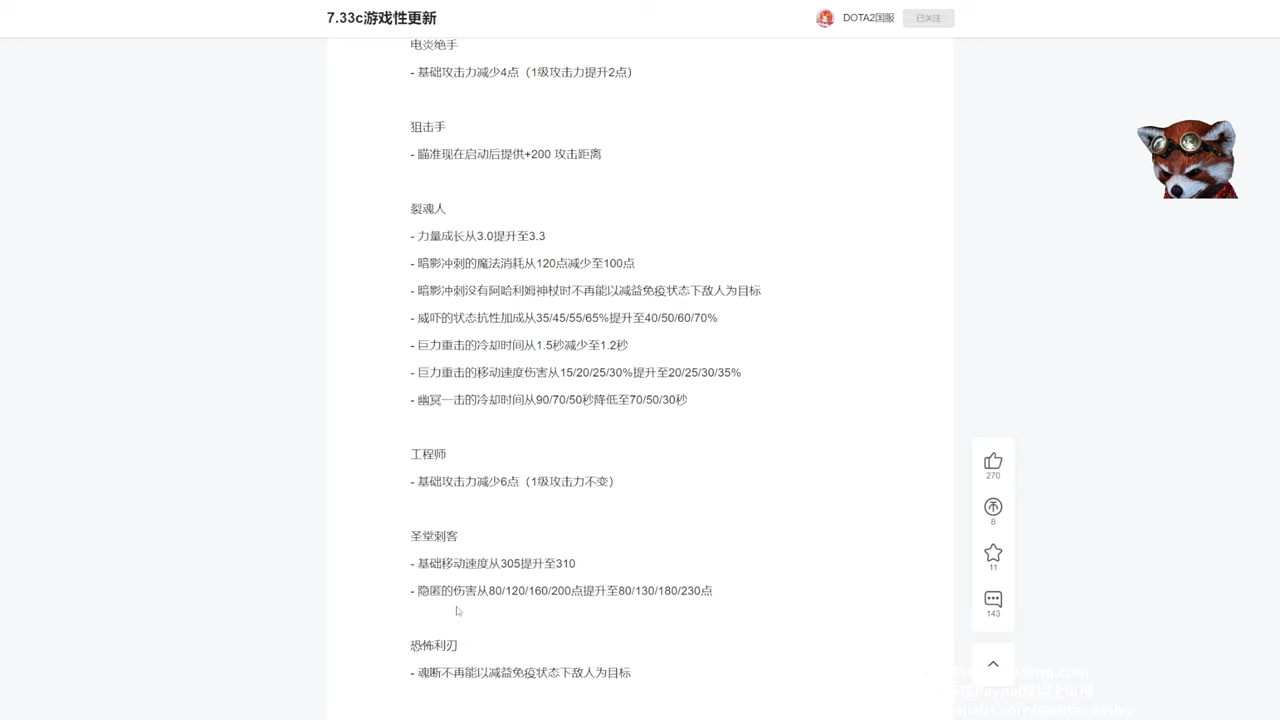 7.33c游戏性更新
DOTA2国服
已关注
电炎绝手
- 基础攻击力减少4点（1级攻击力提升2点）
狙击手
- 瞄准现在启动后提供+200 攻击距离
裂魂人
- 力量成长从3.0提升至3.3
- 暗影冲刺的魔法消耗从120点减少至100点
- 暗影冲刺没有阿哈利姆神杖时不再能以减益免疫状态下敌人为目标
- 威吓的状态抗性加成从35/45/55/65%提升至40/50/60/70%
- 巨力重击的冷却时间从1.5秒减少至1.2秒
- 巨力重击的移动速度伤害从15/20/25/30%提升至20/25/30/35%
- 幽冥一击的冷却时间从90/70/50秒降低至70/50/30秒
工程师
- 基础攻击力减少6点（1级攻击力不变）
圣堂刺客
- 基础移动速度从305提升至310
- 隐匿的伤害从80/120/160/200点提升至80/130/180/230点
恐怖利刃
- 魂断不再能以减益免疫状态下敌人为目标
270
8
11
143